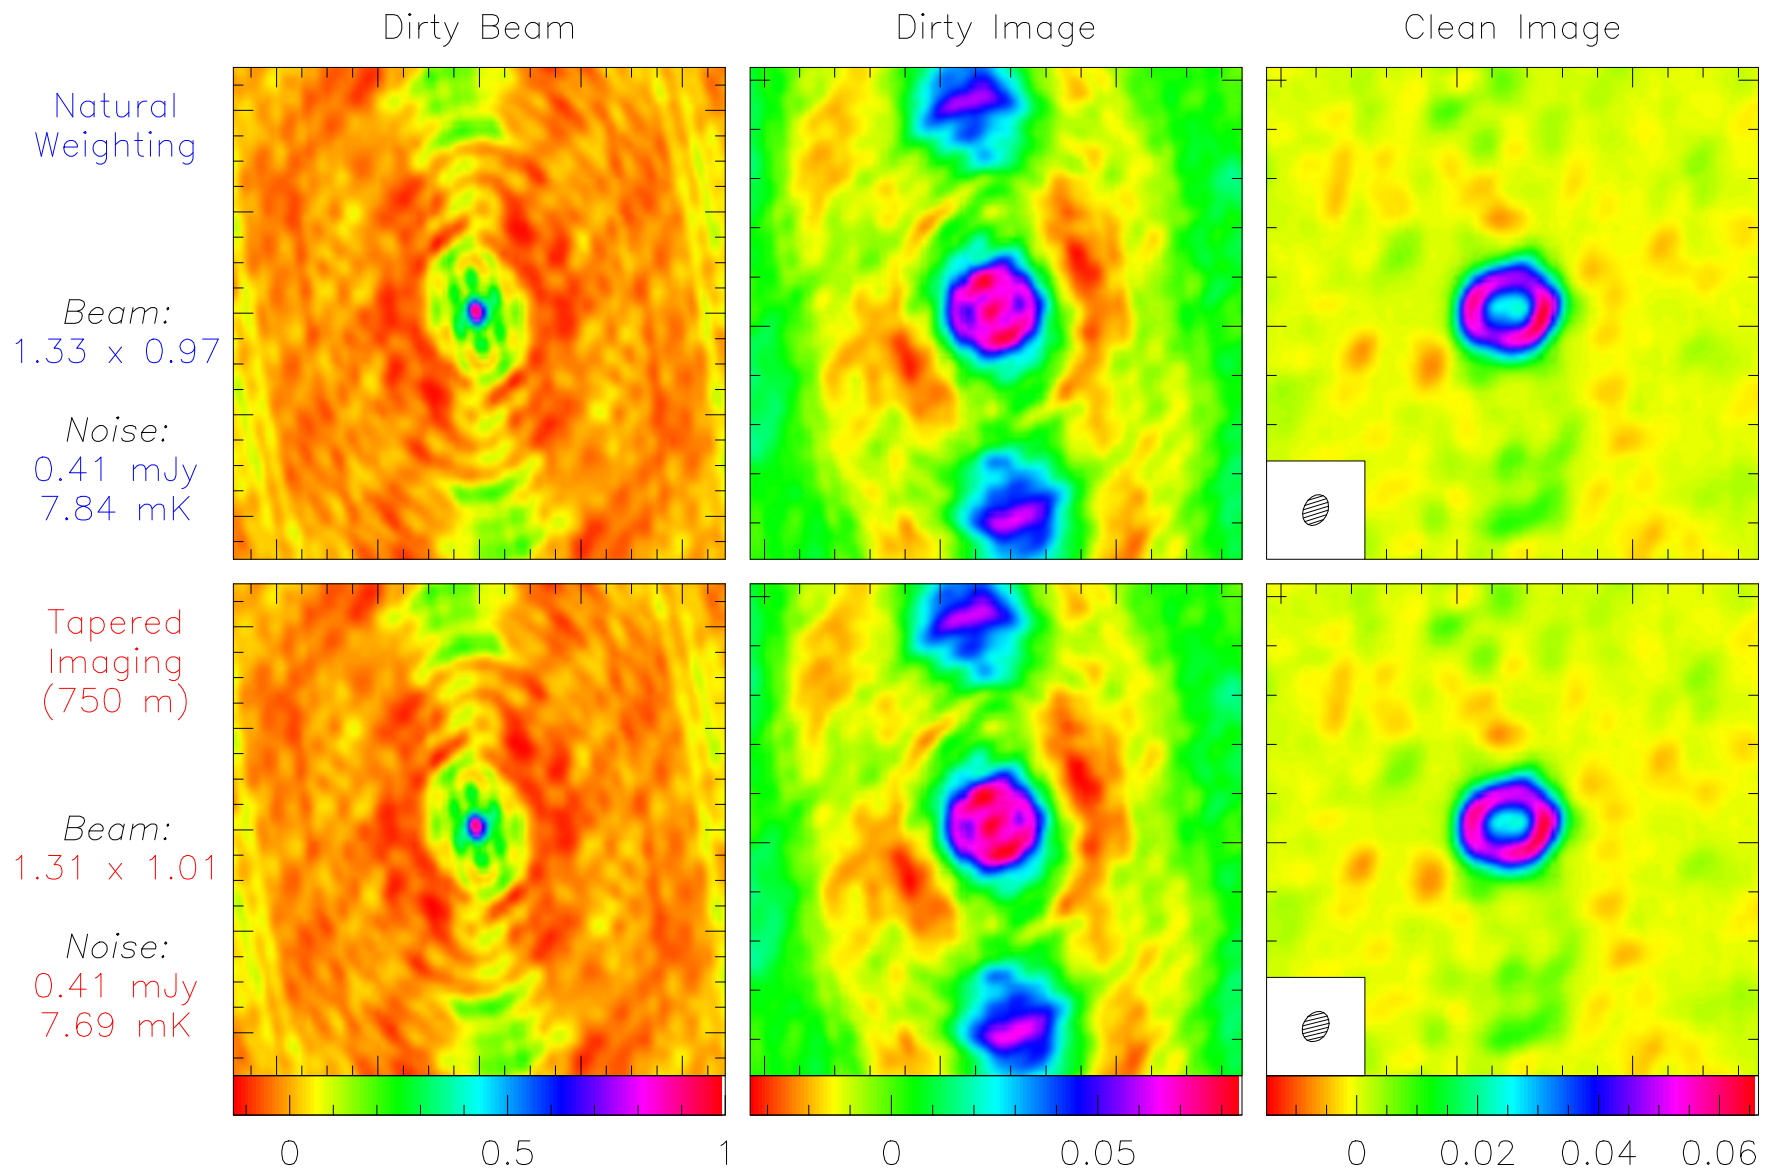 Dirty Beam
Dirty Image
Clean Image
Natural
Weighting
Beam:
1.33 x 0.97
Noise:
0.41 mJy
7.84 mK
Tapered
Imaging
(750 m)
Beam:
1.31 x 1.01
Noise:
0.41 mJy
7.69 mK
0 0.5 1
0 0.05
0 0.02 0.04 0.06